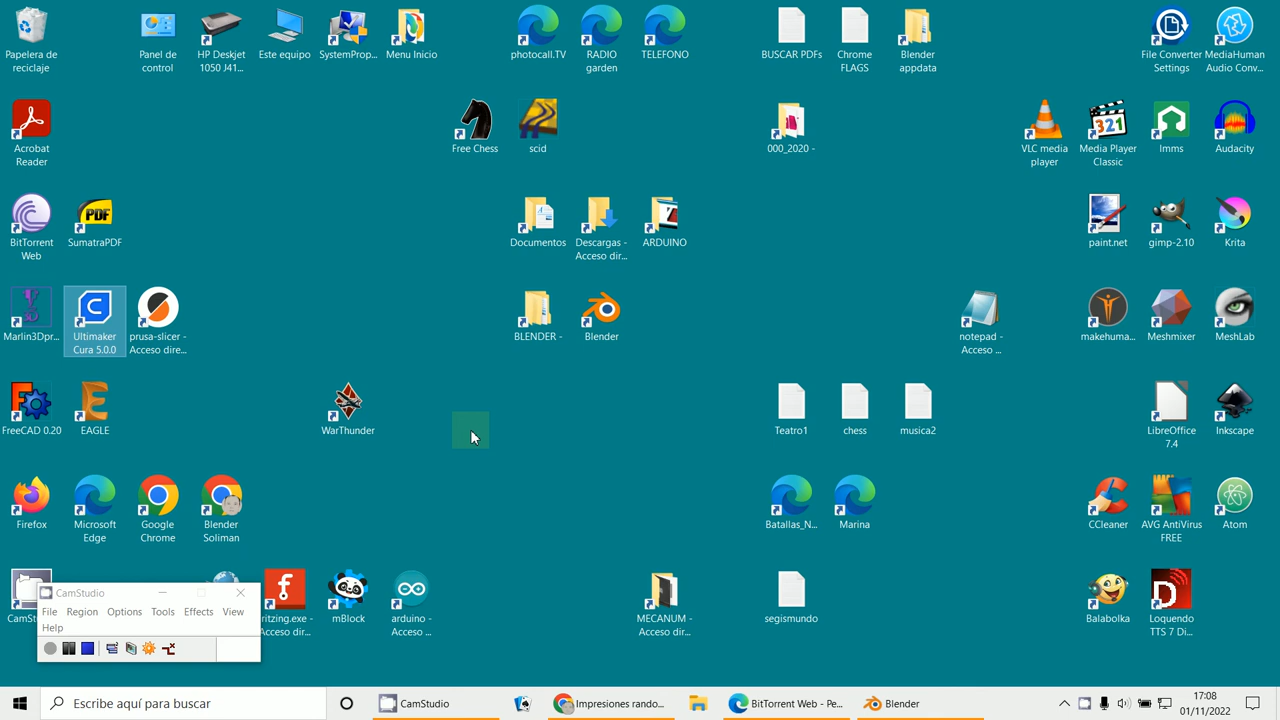 Papelera de
reciclaje
Panel de
control
HP Deskjet
1050 J41...
Este equipo
SystemProp...
Menu Inicio
photocall.TV
RADIO
garden
TELEFONO
BUSCAR PDFs
Chrome
FLAGS
Blender
appdata
File Converter
Settings
MediaHuman
Audio Conv...
Acrobat
Reader
Free Chess
scid
000_2020 -
VLC media
player
321
Media Player
Classic
lmms
Audacity
BitTorrent
Web
PDF
SumatraPDF
Documentos
Descargas -
Acceso dir...
ARDUINO
paint.net
gimp-2.10
Krita
Marlin3Dpr...
Ultimaker
Cura 5.0.0
prusa-slicer -
Acceso dire...
BLENDER -
Blender
notepad -
Acceso ...
makehuma...
Meshmixer
MeshLab
FreeCAD 0.20
EAGLE
WarThunder
Teatro1
chess
musica2
LibreOffice
7.4
Inkscape
Firefox
Microsoft
Edge
Google
Chrome
Blender
Soliman
Batallas_N...
Marina
CCleaner
AVG AntiVirus
FREE
Atom
CamStudio
File Region Options Tools Effects View
Help
ritzing.exe -
Acceso dir...
mBlock
arduino -
Acceso ...
MECANUM -
Acceso dir...
segismundo
Balabolka
Loquendo
TTS 7 Di...
Escribe aquí para buscar
CamStudio
Impresiones rando...
BitTorrent Web - Pe...
Blender
17:08
01/11/2022